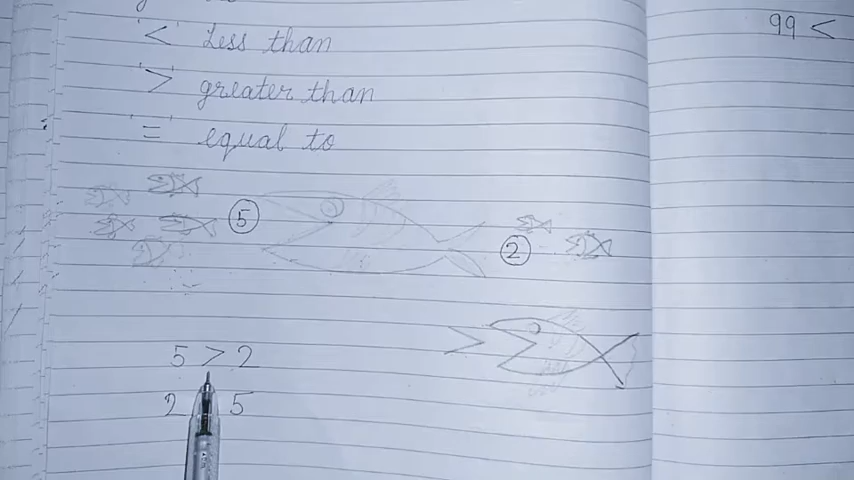 '<' Less than
'>' greater than
'=' equal to
5
2
5 > 2
2 5
99 <